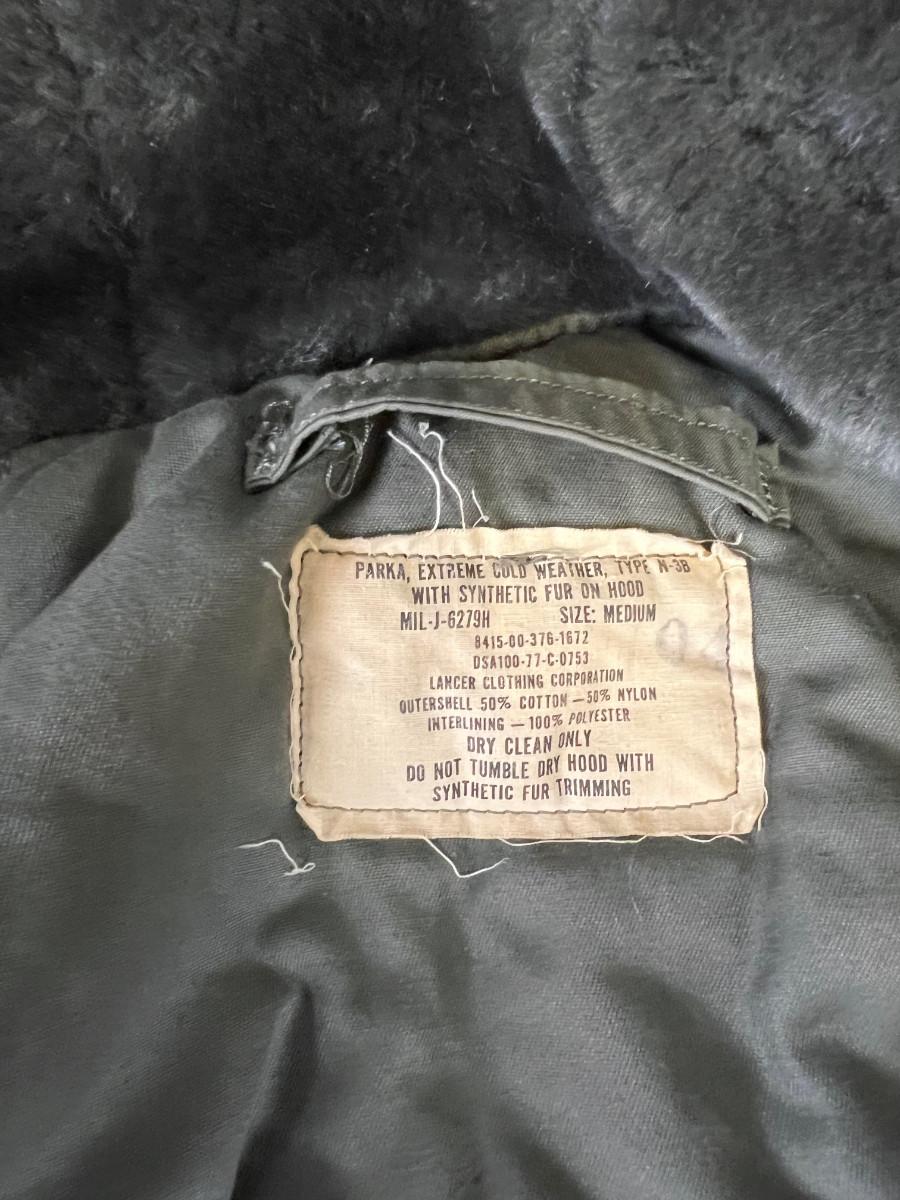 PARKA, EXTREME COLD WEATHER, TYPE N-3B
WITH SYNTHETIC FUR ON HOOD
MIL-J-6279H SIZE: MEDIUM
8415-00-376-1672
DSA100-77-C-0753
LANCER CLOTHING CORPORATION
OUTERSHELL 50% COTTON — 50% NYLON
INTERLINING — 100% POLYESTER
DRY CLEAN ONLY
DO NOT TUMBLE DRY HOOD WITH
SYNTHETIC FUR TRIMMING